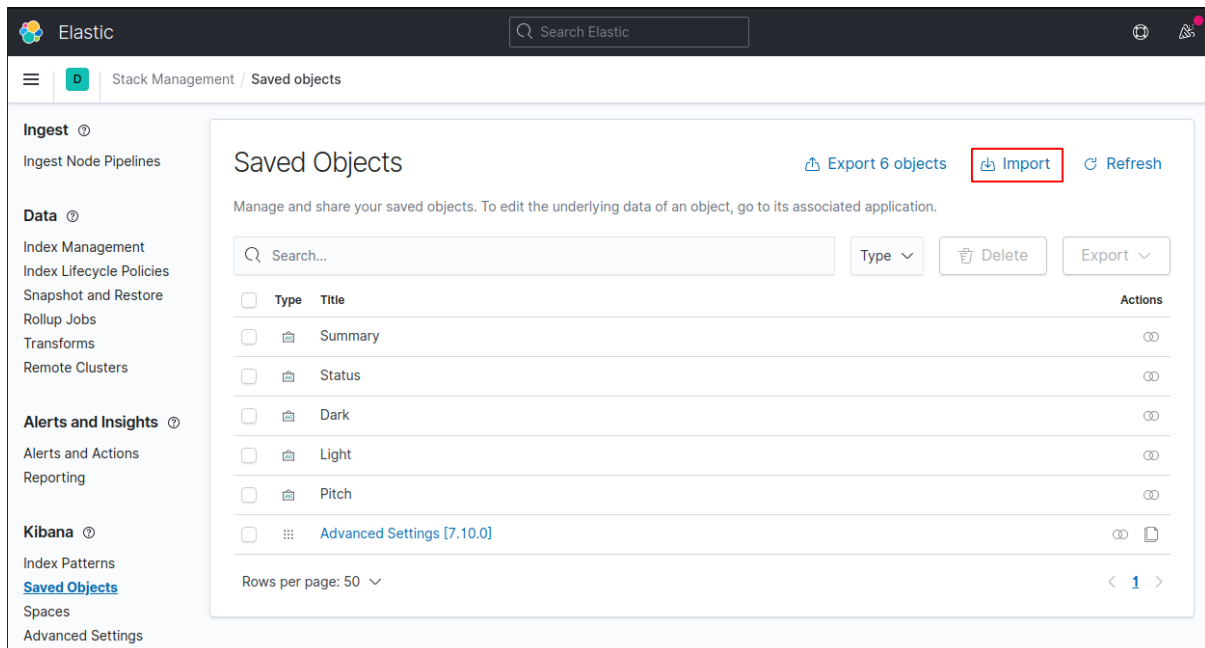 Elastic
Search Elastic
D
Stack Management / Saved objects
Ingest
Ingest Node Pipelines
Data
Index Management
Index Lifecycle Policies
Snapshot and Restore
Rollup Jobs
Transforms
Remote Clusters
Alerts and Insights
Alerts and Actions
Reporting
Kibana
Index Patterns
Saved Objects
Spaces
Advanced Settings
Saved Objects
Export 6 objects Import Refresh
Manage and share your saved objects. To edit the underlying data of an object, go to its associated application.
Search... Type Delete Export
Type Title Actions
Summary
Status
Dark
Light
Pitch
Advanced Settings [7.10.0]
Rows per page: 50 < 1 >